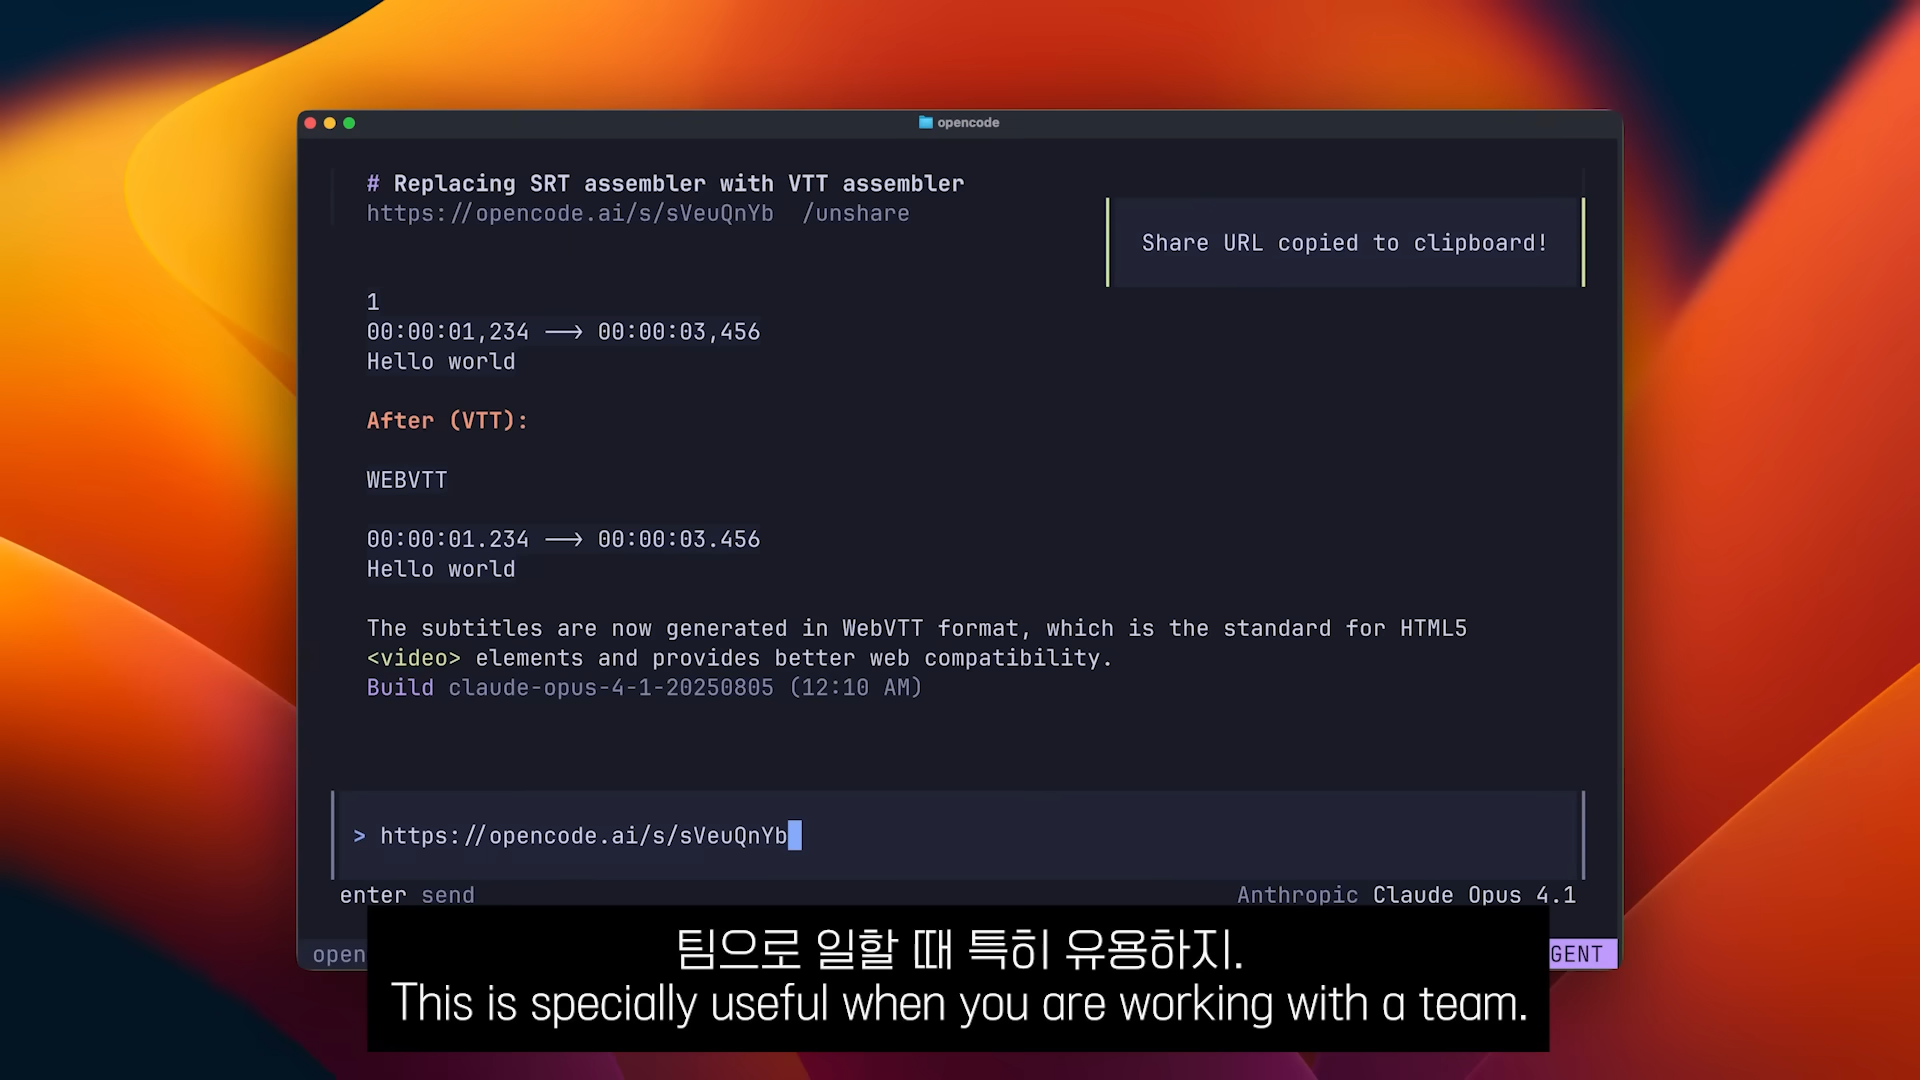 opencode
# Replacing SRT assembler with VTT assembler
https://opencode.ai/s/sVeuQnYb /unshare
Share URL copied to clipboard!
1
00:00:01,234 --> 00:00:03,456
Hello world
After (VTT):
WEBVTT
00:00:01.234 --> 00:00:03.456
Hello world
The subtitles are now generated in WebVTT format, which is the standard for HTML5
<video> elements and provides better web compatibility.
Build claude-opus-4-1-20250805 (12:10 AM)
> https://opencode.ai/s/sVeuQnYb
enter send
Anthropic Claude Opus 4.1
open
GENT
팀으로 일할 때 특히 유용하지.
This is specially useful when you are working with a team.